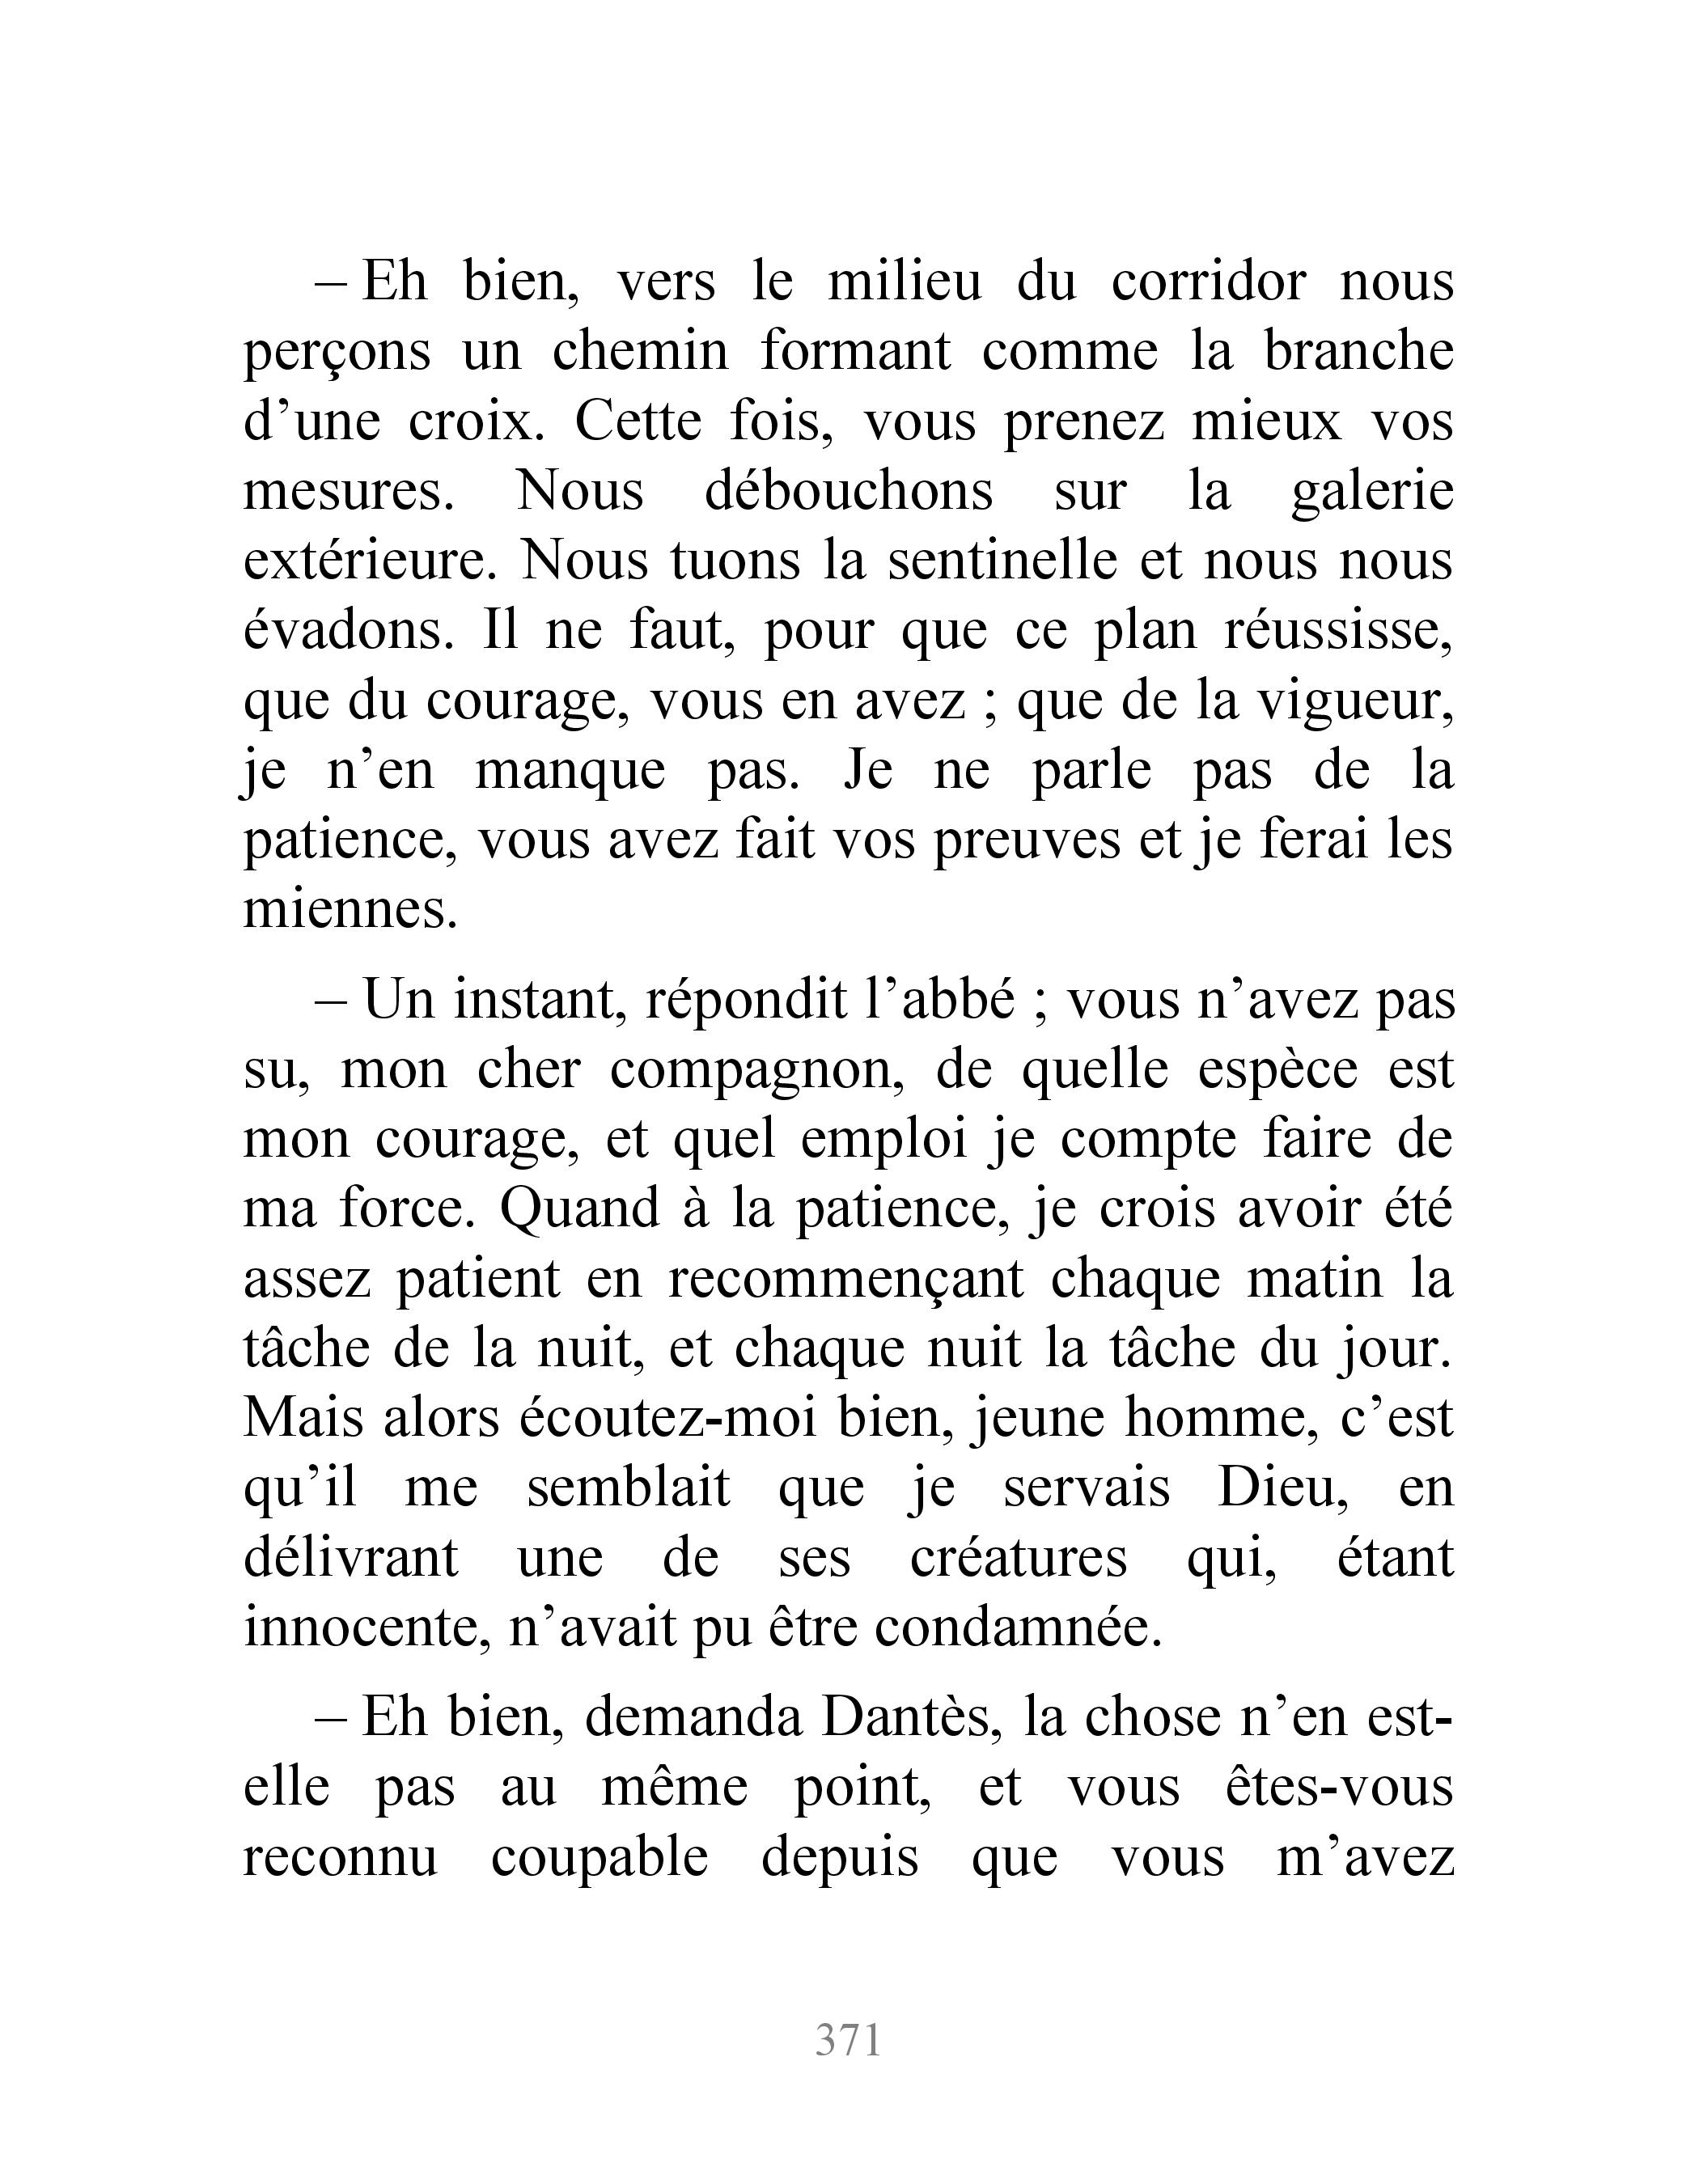 – Eh bien, vers le milieu du corridor nous
perçons un chemin formant comme la branche
d’une croix. Cette fois, vous prenez mieux vos
mesures. Nous débouchons sur la galerie
extérieure. Nous tuons la sentinelle et nous nous
évadons. Il ne faut, pour que ce plan réussisse,
que du courage, vous en avez ; que de la vigueur,
je n’en manque pas. Je ne parle pas de la
patience, vous avez fait vos preuves et je ferai les
miennes.
– Un instant, répondit l’abbé ; vous n’avez pas
su, mon cher compagnon, de quelle espèce est
mon courage, et quel emploi je compte faire de
ma force. Quand à la patience, je crois avoir été
assez patient en recommençant chaque matin la
tâche de la nuit, et chaque nuit la tâche du jour.
Mais alors écoutez-moi bien, jeune homme, c’est
qu’il me semblait que je servais Dieu, en
délivrant une de ses créatures qui, étant
innocente, n’avait pu être condamnée.
– Eh bien, demanda Dantès, la chose n’en est-
elle pas au même point, et vous êtes-vous
reconnu coupable depuis que vous m’avez
371